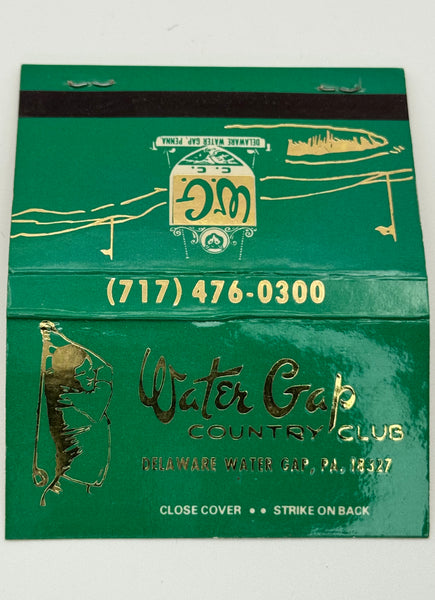 DELAWARE WATER GAP, PENNA
C. C.
W.G.
(717) 476-0300
Water Gap
COUNTRY CLUB
DELAWARE WATER GAP, PA. 18327
CLOSE COVER •• STRIKE ON BACK